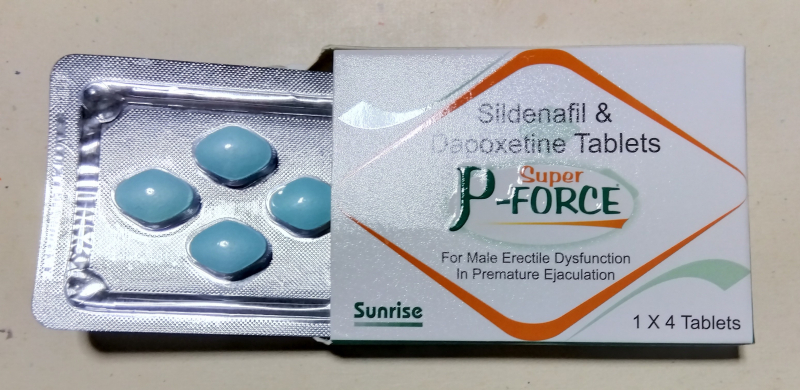 Sildenafil &
Dapoxetine Tablets
Super
P-FORCE
For Male Erectile Dysfunction
In Premature Ejaculation
Sunrise
1 X 4 Tablets